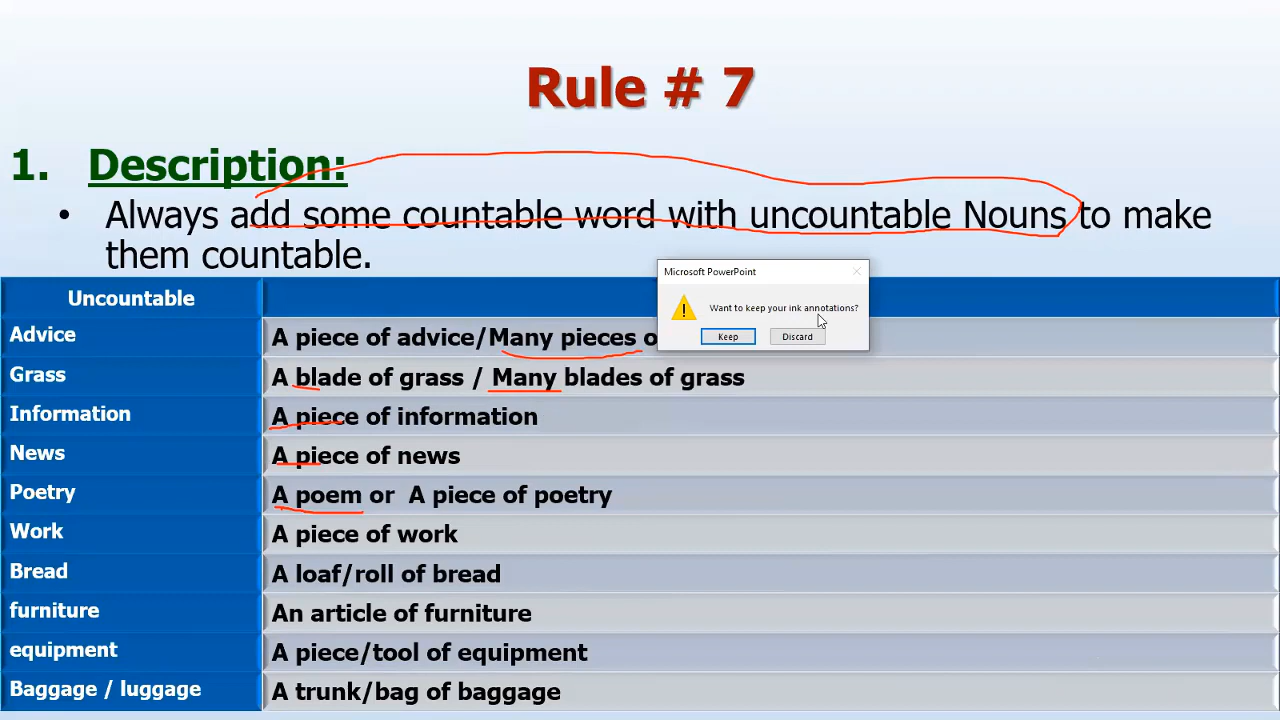 Rule # 7
1. Description:
• Always add some countable word with uncountable Nouns to make
them countable.
Uncountable
Advice
A piece of advice/Many pieces o
Grass
A blade of grass / Many blades of grass
Information
A piece of information
News
A piece of news
Poetry
A poem or A piece of poetry
Work
A piece of work
Bread
A loaf/roll of bread
furniture
An article of furniture
equipment
A piece/tool of equipment
Baggage / luggage
A trunk/bag of baggage
Microsoft PowerPoint
Want to keep your ink annotations?
Keep
Discard